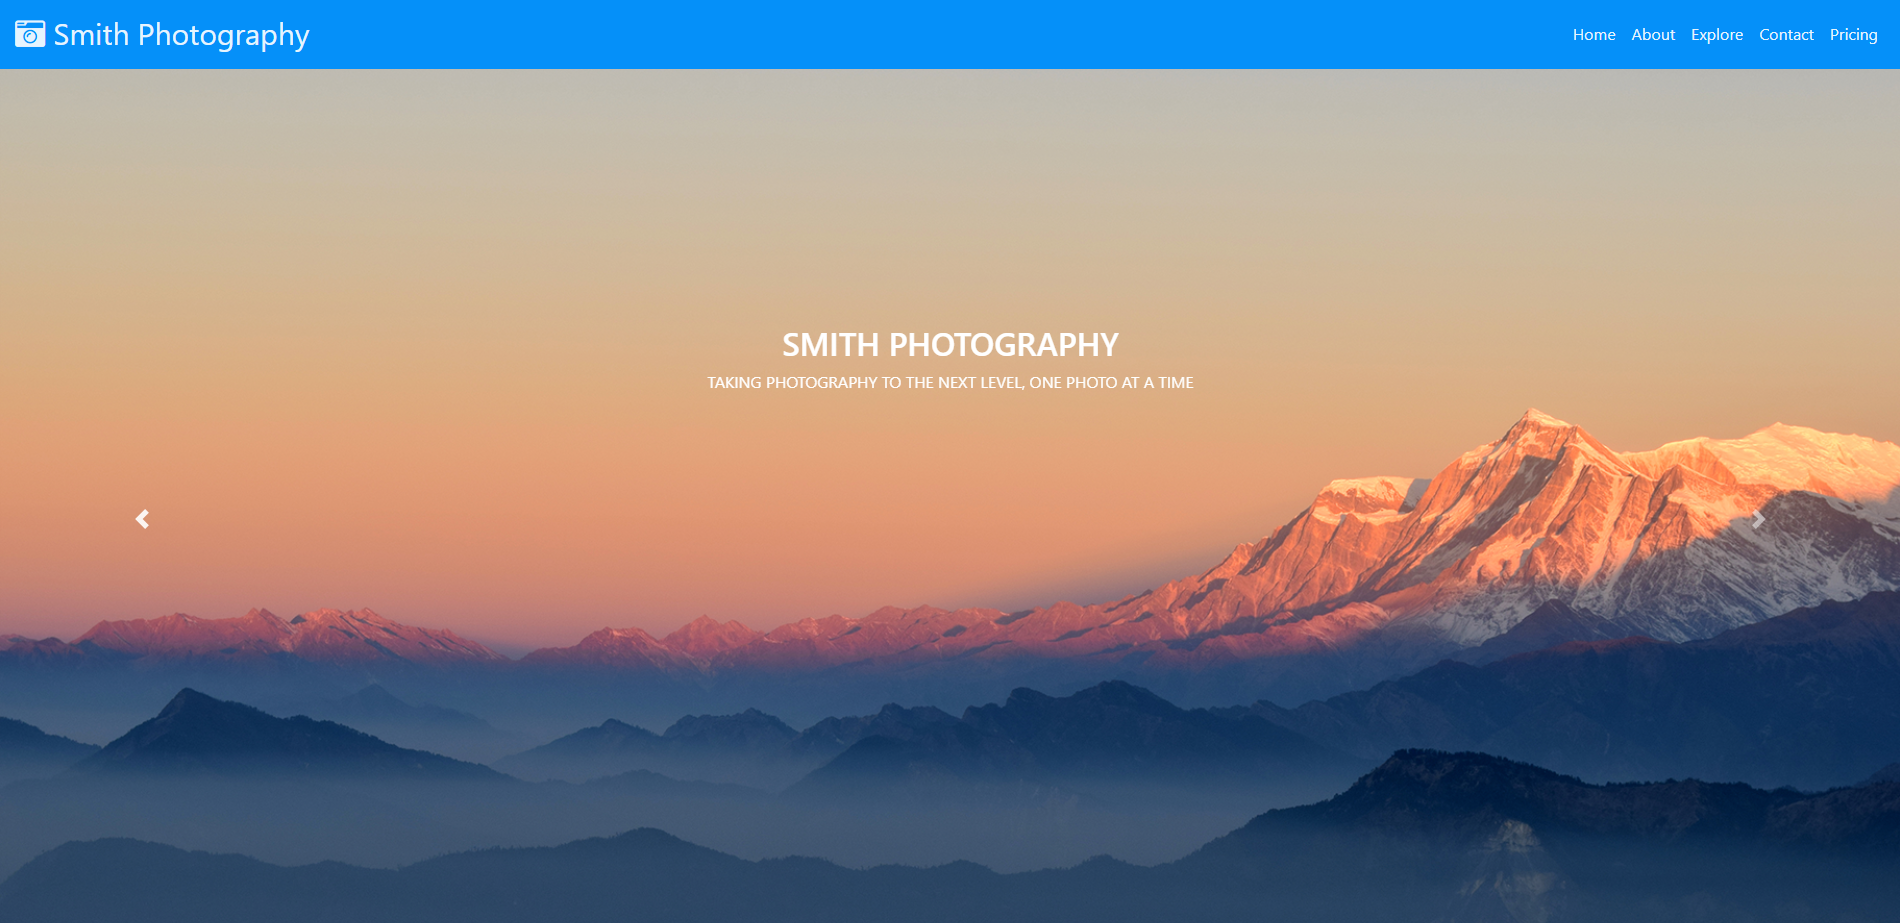 Smith Photography
Home About Explore Contact Pricing
SMITH PHOTOGRAPHY
TAKING PHOTOGRAPHY TO THE NEXT LEVEL, ONE PHOTO AT A TIME